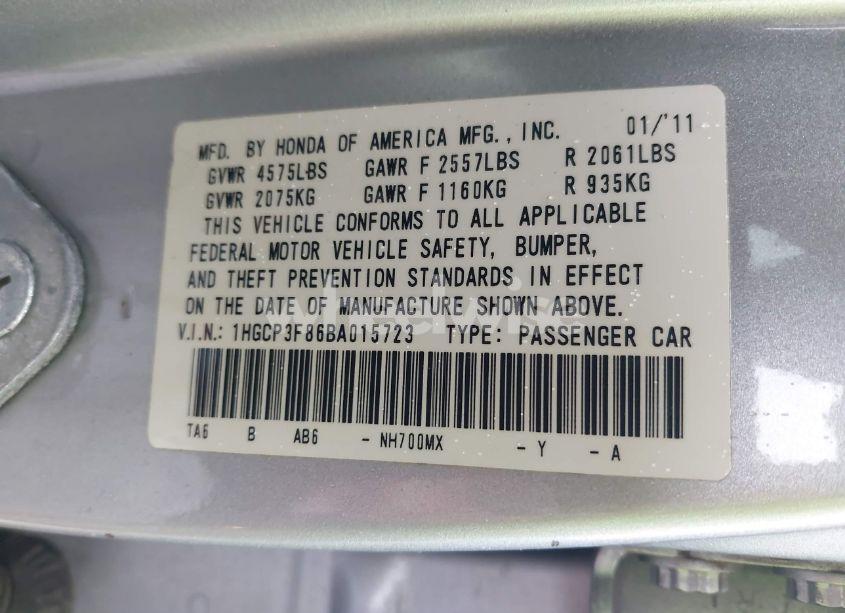 MFD. BY HONDA OF AMERICA MFG., INC. 01/'11
GVWR 4575LBS GAWR F 2557LBS R 2061LBS
GVWR 2075KG GAWR F 1160KG R 935KG
THIS VEHICLE CONFORMS TO ALL APPLICABLE
FEDERAL MOTOR VEHICLE SAFETY, BUMPER,
AND THEFT PREVENTION STANDARDS IN EFFECT
ON THE DATE OF MANUFACTURE SHOWN ABOVE.
V.I.N.: 1HGCP3F86BA015723 TYPE: PASSENGER CAR
TA6 B AB6 - NH700MX - Y - A